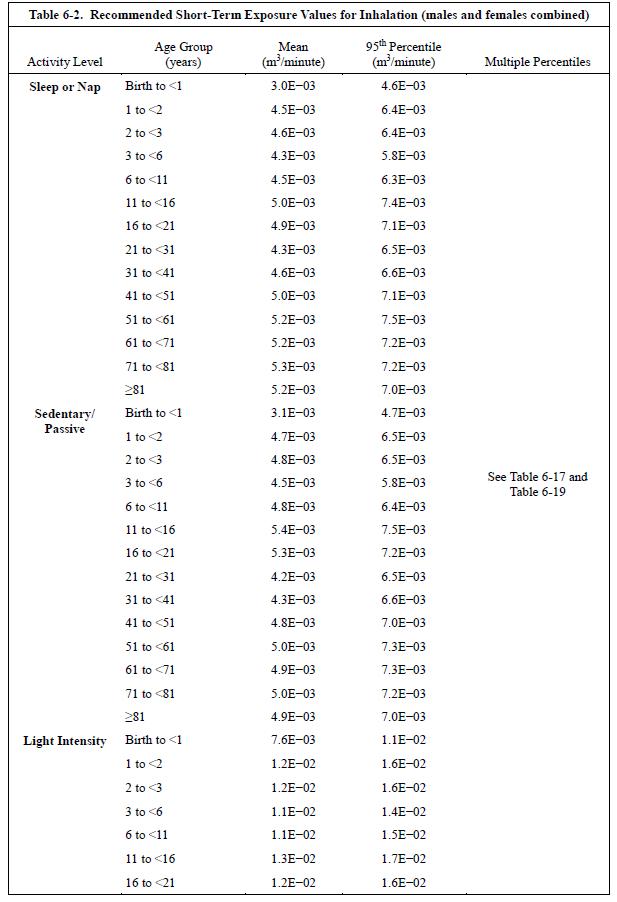 Table 6-2. Recommended Short-Term Exposure Values for Inhalation (males and females combined)
Activity Level Age Group (years) Mean (m³/minute) 95th Percentile (m³/minute) Multiple Percentiles
Sleep or Nap Birth to <1 3.0E−03 4.6E−03
1 to <2 4.5E−03 6.4E−03
2 to <3 4.6E−03 6.4E−03
3 to <6 4.3E−03 5.8E−03
6 to <11 4.5E−03 6.3E−03
11 to <16 5.0E−03 7.4E−03
16 to <21 4.9E−03 7.1E−03
21 to <31 4.3E−03 6.5E−03
31 to <41 4.6E−03 6.6E−03
41 to <51 5.0E−03 7.1E−03
51 to <61 5.2E−03 7.5E−03
61 to <71 5.2E−03 7.2E−03
71 to <81 5.3E−03 7.2E−03
≥81 5.2E−03 7.0E−03
Sedentary/ Birth to <1 3.1E−03 4.7E−03
Passive
1 to <2 4.7E−03 6.5E−03
2 to <3 4.8E−03 6.5E−03
3 to <6 4.5E−03 5.8E−03 See Table 6-17 and
Table 6-19
6 to <11 4.8E−03 6.4E−03
11 to <16 5.4E−03 7.5E−03
16 to <21 5.3E−03 7.2E−03
21 to <31 4.2E−03 6.5E−03
31 to <41 4.3E−03 6.6E−03
41 to <51 4.8E−03 7.0E−03
51 to <61 5.0E−03 7.3E−03
61 to <71 4.9E−03 7.3E−03
71 to <81 5.0E−03 7.2E−03
≥81 4.9E−03 7.0E−03
Light Intensity Birth to <1 7.6E−03 1.1E−02
1 to <2 1.2E−02 1.6E−02
2 to <3 1.2E−02 1.6E−02
3 to <6 1.1E−02 1.4E−02
6 to <11 1.1E−02 1.5E−02
11 to <16 1.3E−02 1.7E−02
16 to <21 1.2E−02 1.6E−02